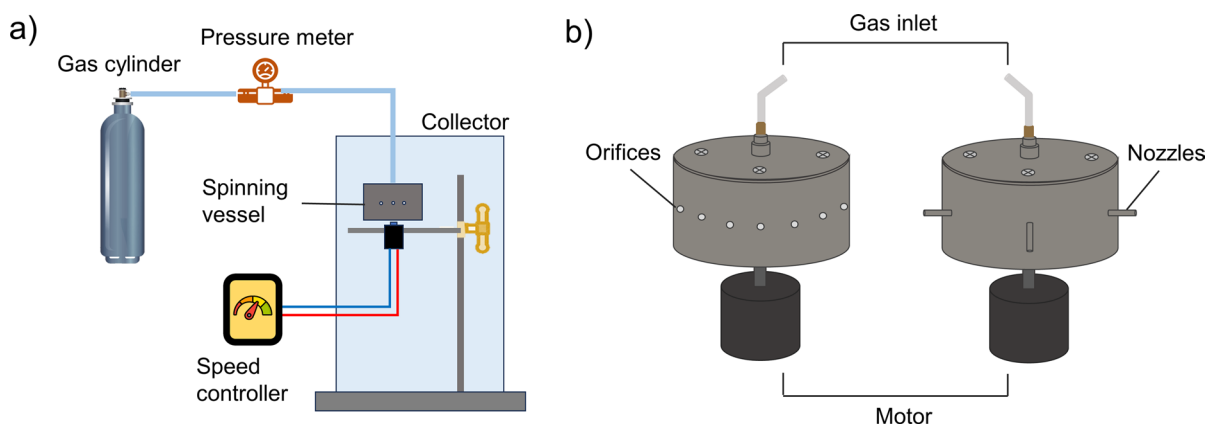 a)
Pressure meter
Gas cylinder
Collector
Spinning
vessel
Speed
controller
b)
Gas inlet
Orifices
Nozzles
Motor